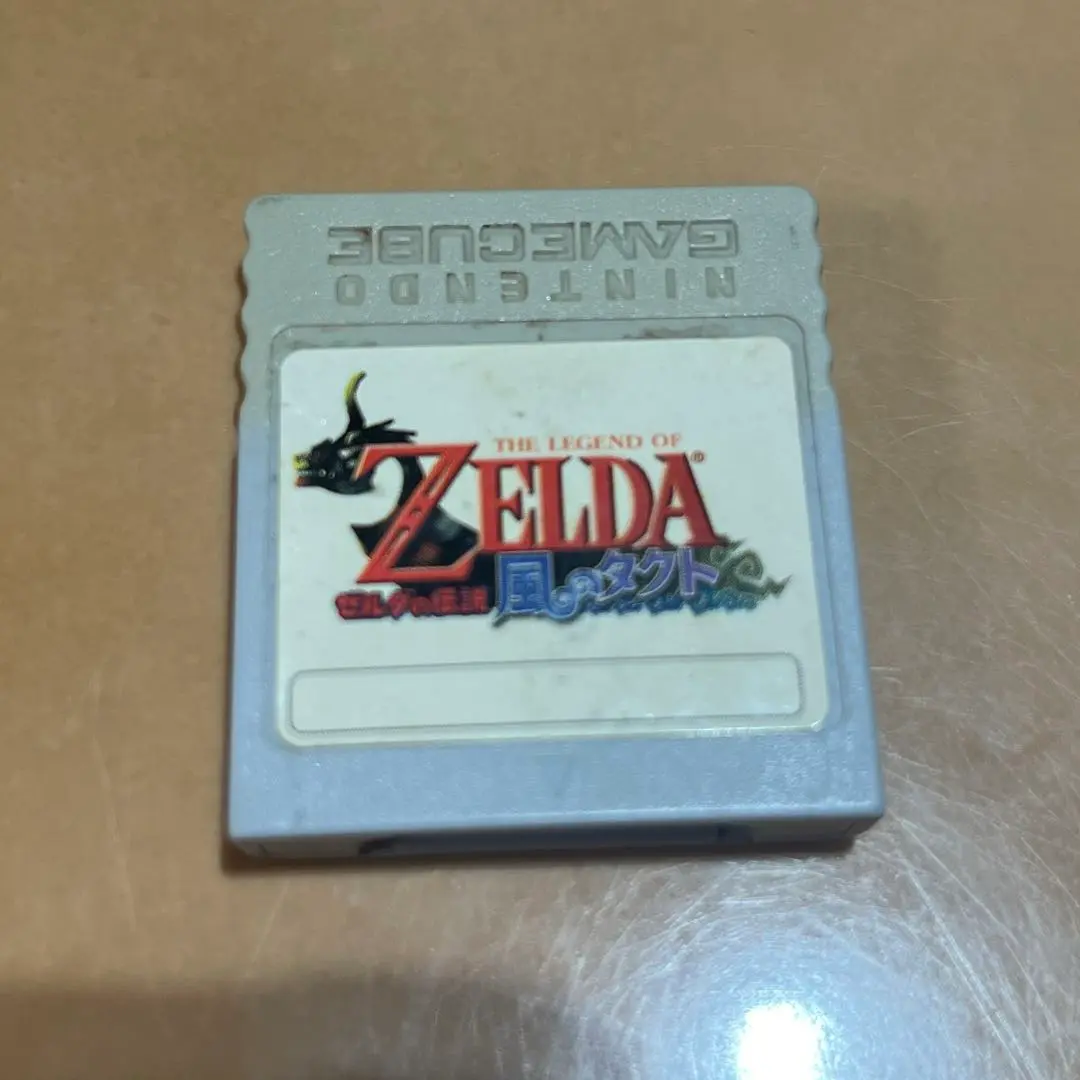 NINTENDO
GAMECUBE
THE LEGEND OF
ZELDA®
ゼルダの伝説 風のタクト